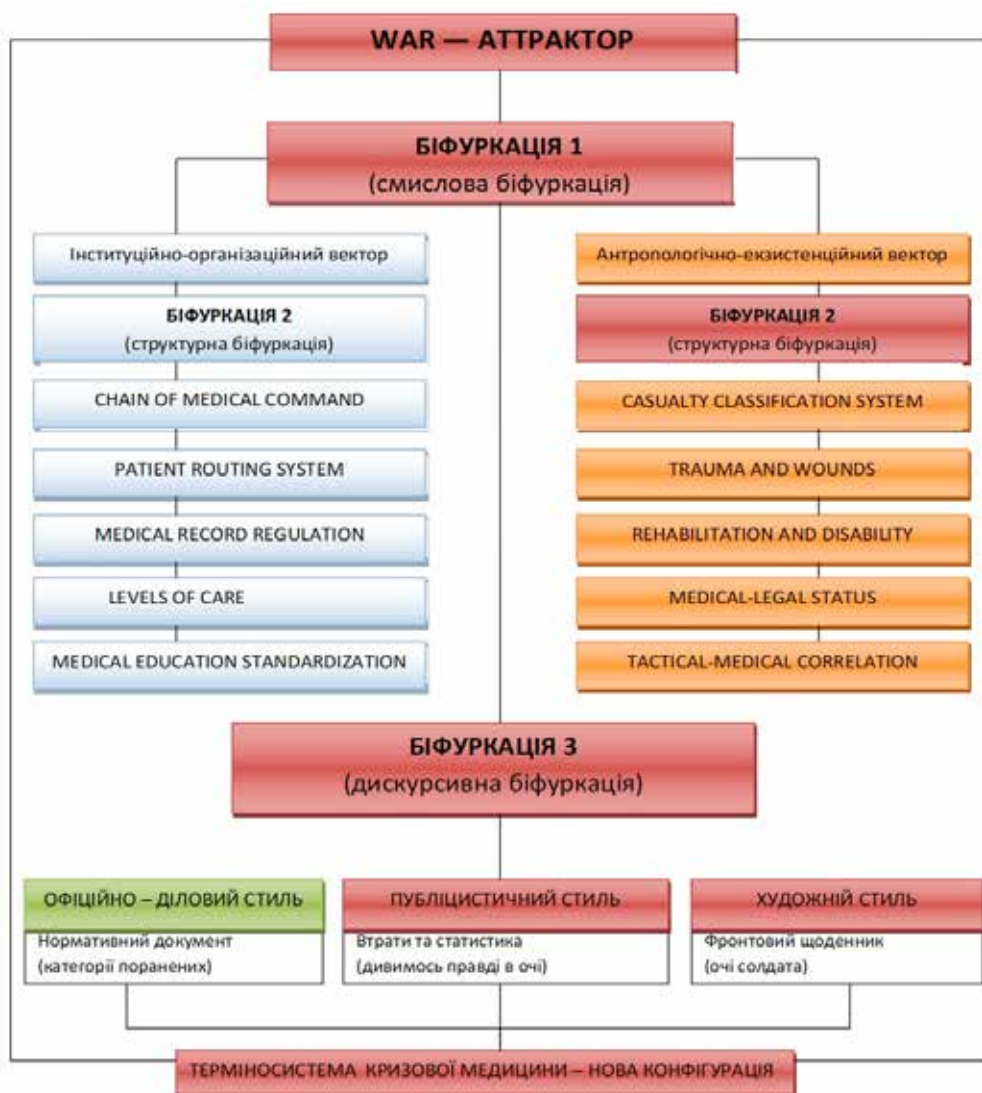 WAR — АТТРАКТОР
БІФУРКАЦІЯ 1
(смислова біфуркація)
Інституційно-організаційний вектор
БІФУРКАЦІЯ 2
(структурна біфуркація)
CHAIN OF MEDICAL COMMAND
PATIENT ROUTING SYSTEM
MEDICAL RECORD REGULATION
LEVELS OF CARE
MEDICAL EDUCATION STANDARDIZATION
Антропологічно-екзистенційний вектор
БІФУРКАЦІЯ 2
(структурна біфуркація)
CASUALTY CLASSIFICATION SYSTEM
TRAUMA AND WOUNDS
REHABILITATION AND DISABILITY
MEDICAL-LEGAL STATUS
TACTICAL-MEDICAL CORRELATION
БІФУРКАЦІЯ 3
(дискурсивна біфуркація)
ОФІЦІЙНО – ДІЛОВИЙ СТИЛЬ
Нормативний документ
(категорії поранених)
ПУБЛІЦИСТИЧНИЙ СТИЛЬ
Втрати та статистика
(дивимось правді в очі)
ХУДОЖНІЙ СТИЛЬ
Фронтовий щоденник
(очі солдата)
ТЕРМІНОСИСТЕМА КРИЗОВОЇ МЕДИЦИНИ – НОВА КОНФІГУРАЦІЯ